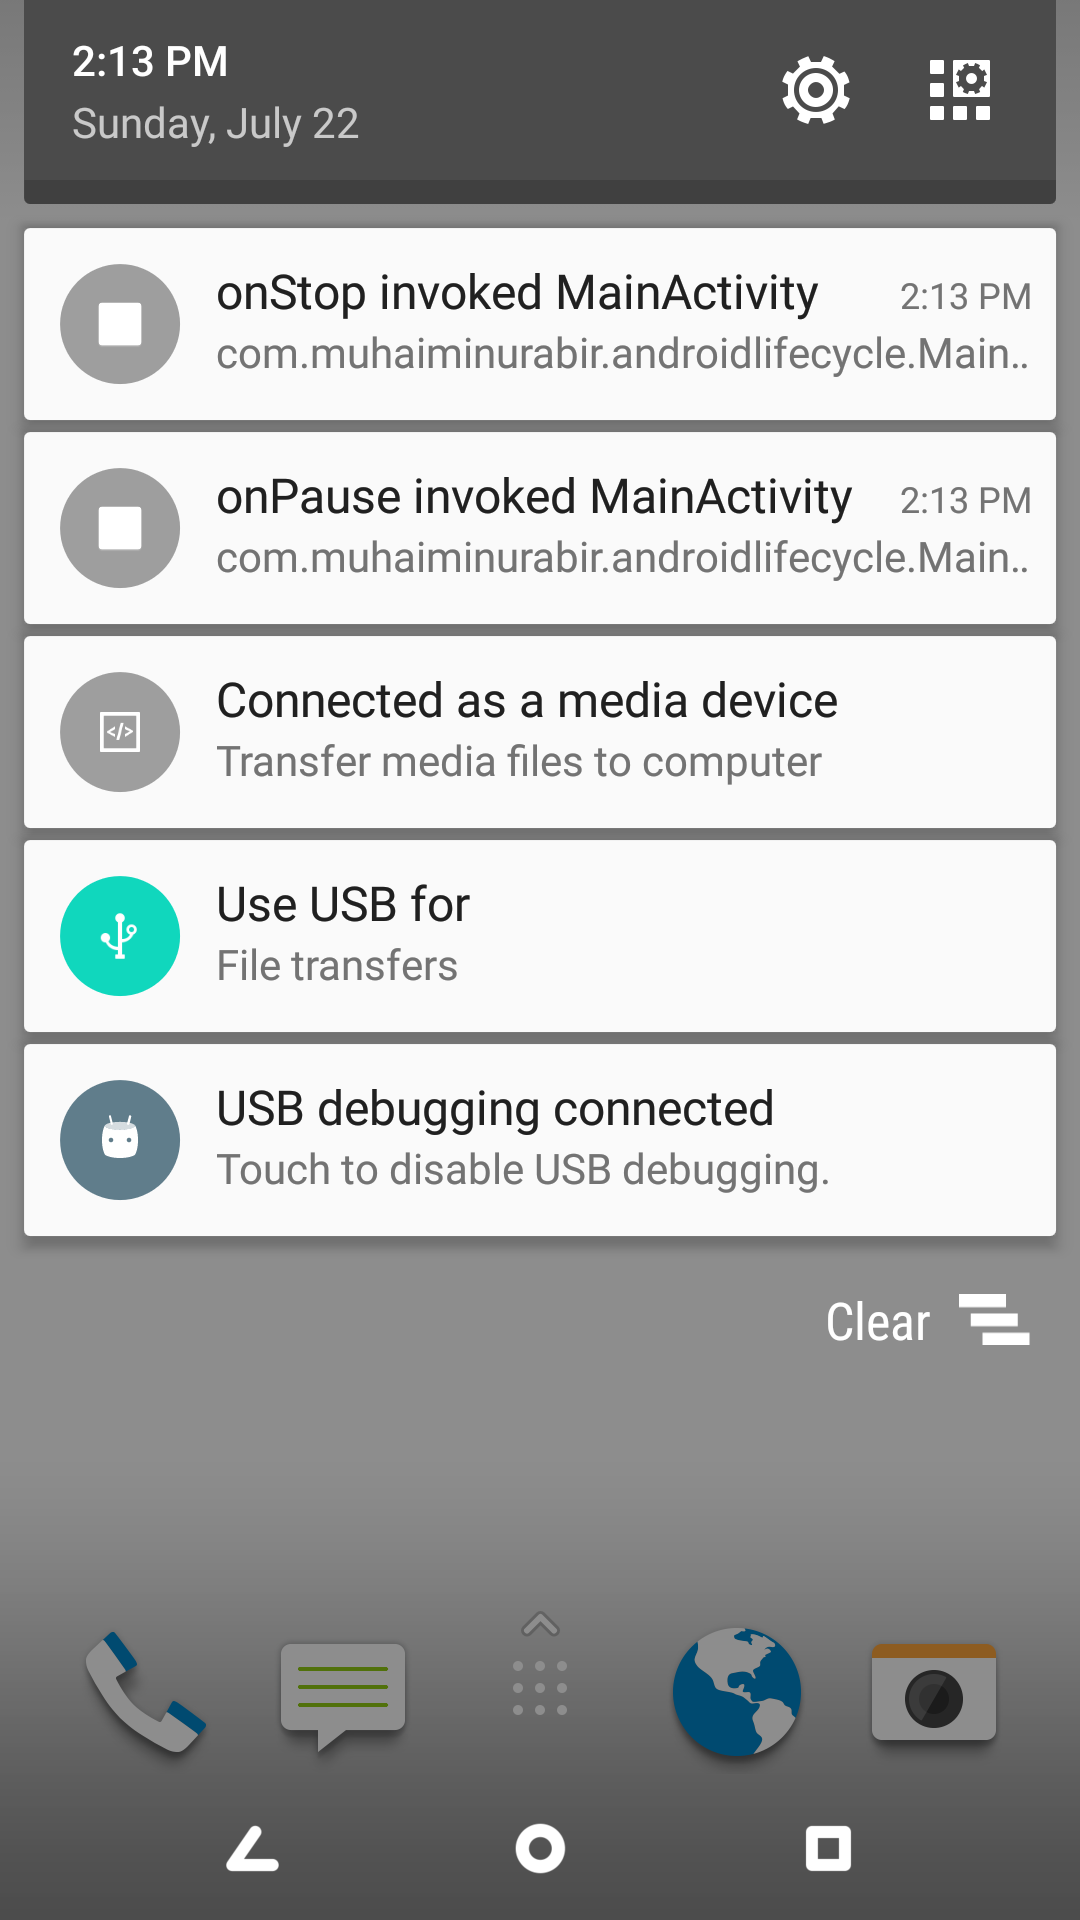 2:13 PM
Sunday, July 22
onStop invoked MainActivity 2:13 PM
com.muhaiminurabir.androidlifecycle.Main..
onPause invoked MainActivity 2:13 PM
com.muhaiminurabir.androidlifecycle.Main..
</>
Connected as a media device
Transfer media files to computer
Use USB for
File transfers
USB debugging connected
Touch to disable USB debugging.
Clear